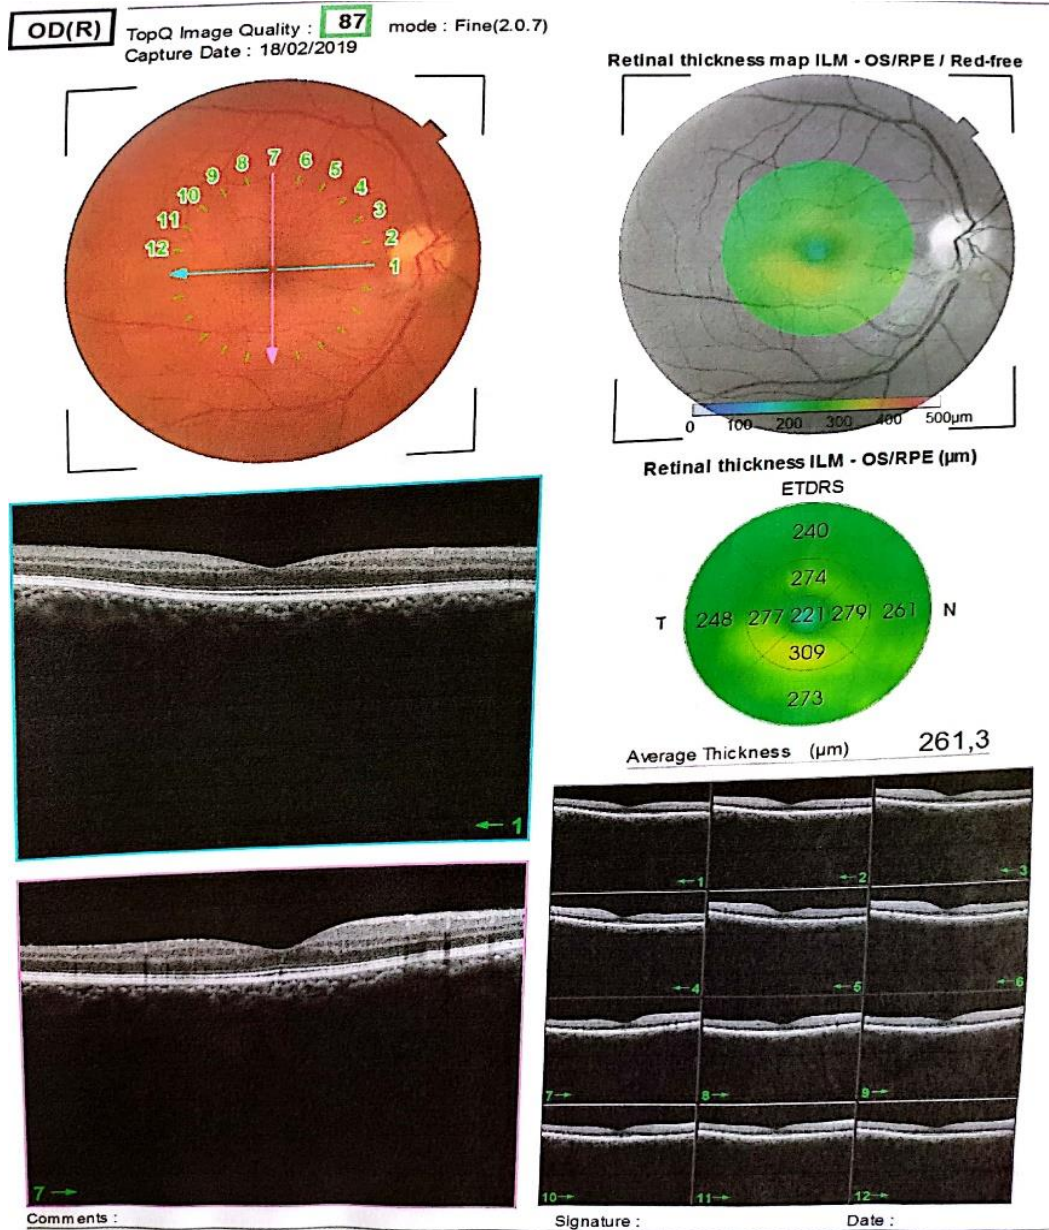 OD(R) TopQ Image Quality : 87 mode : Fine(2.0.7)
Capture Date : 18/02/2019
7
8 6
9 5
10 4
11 3
12 2
1
Retinal thickness map ILM - OS/RPE / Red-free
0 100 200 300 400 500µm
Retinal thickness ILM - OS/RPE (µm)
ETDRS
240
274
T 248 277 221 279 261 N
309
273
Average Thickness (µm) 261,3
← 1
7 →
←1 ←2 ←3
←4 ←5 ←6
7→ 8→ 9→
10→ 11→ 12→
Comments :
Signature : Date :